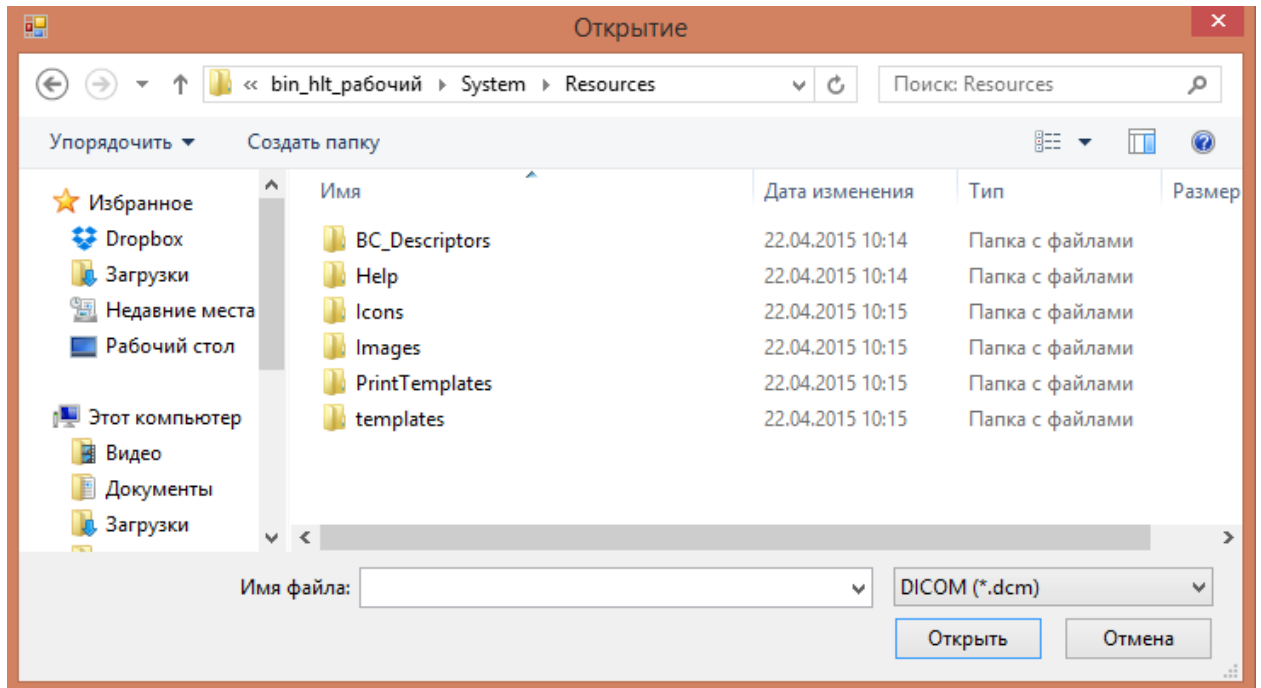 Открытие
« bin_hlt_рабочий System Resources Поиск: Resources
Упорядочить Создать папку
Имя Дата изменения Тип Размер
Избранное
Dropbox
Загрузки
Недавние места
Рабочий стол
Этот компьютер
Видео
Документы
Загрузки
BC_Descriptors 22.04.2015 10:14 Папка с файлами
Help 22.04.2015 10:14 Папка с файлами
Icons 22.04.2015 10:15 Папка с файлами
Images 22.04.2015 10:15 Папка с файлами
PrintTemplates 22.04.2015 10:15 Папка с файлами
templates 22.04.2015 10:15 Папка с файлами
Имя файла: DICOM (*.dcm)
Открыть Отмена